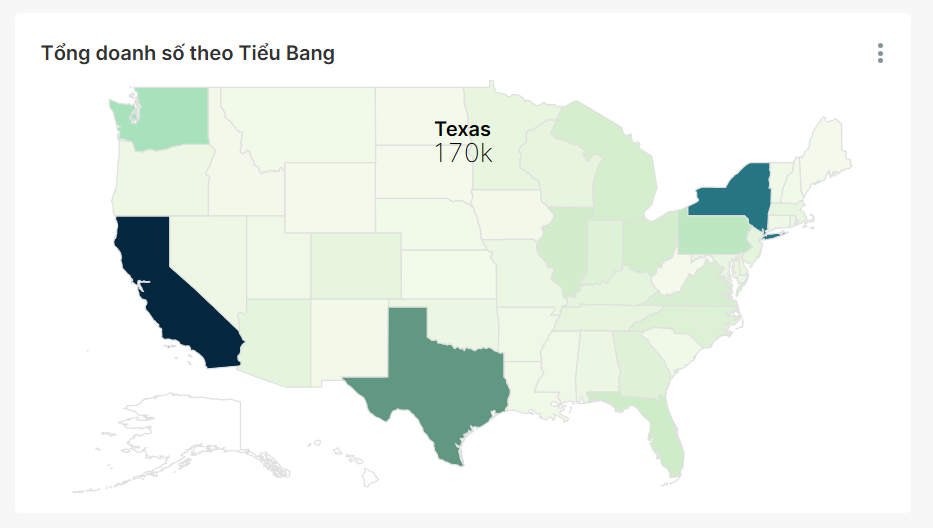 Tổng doanh số theo Tiểu Bang
Texas
170k